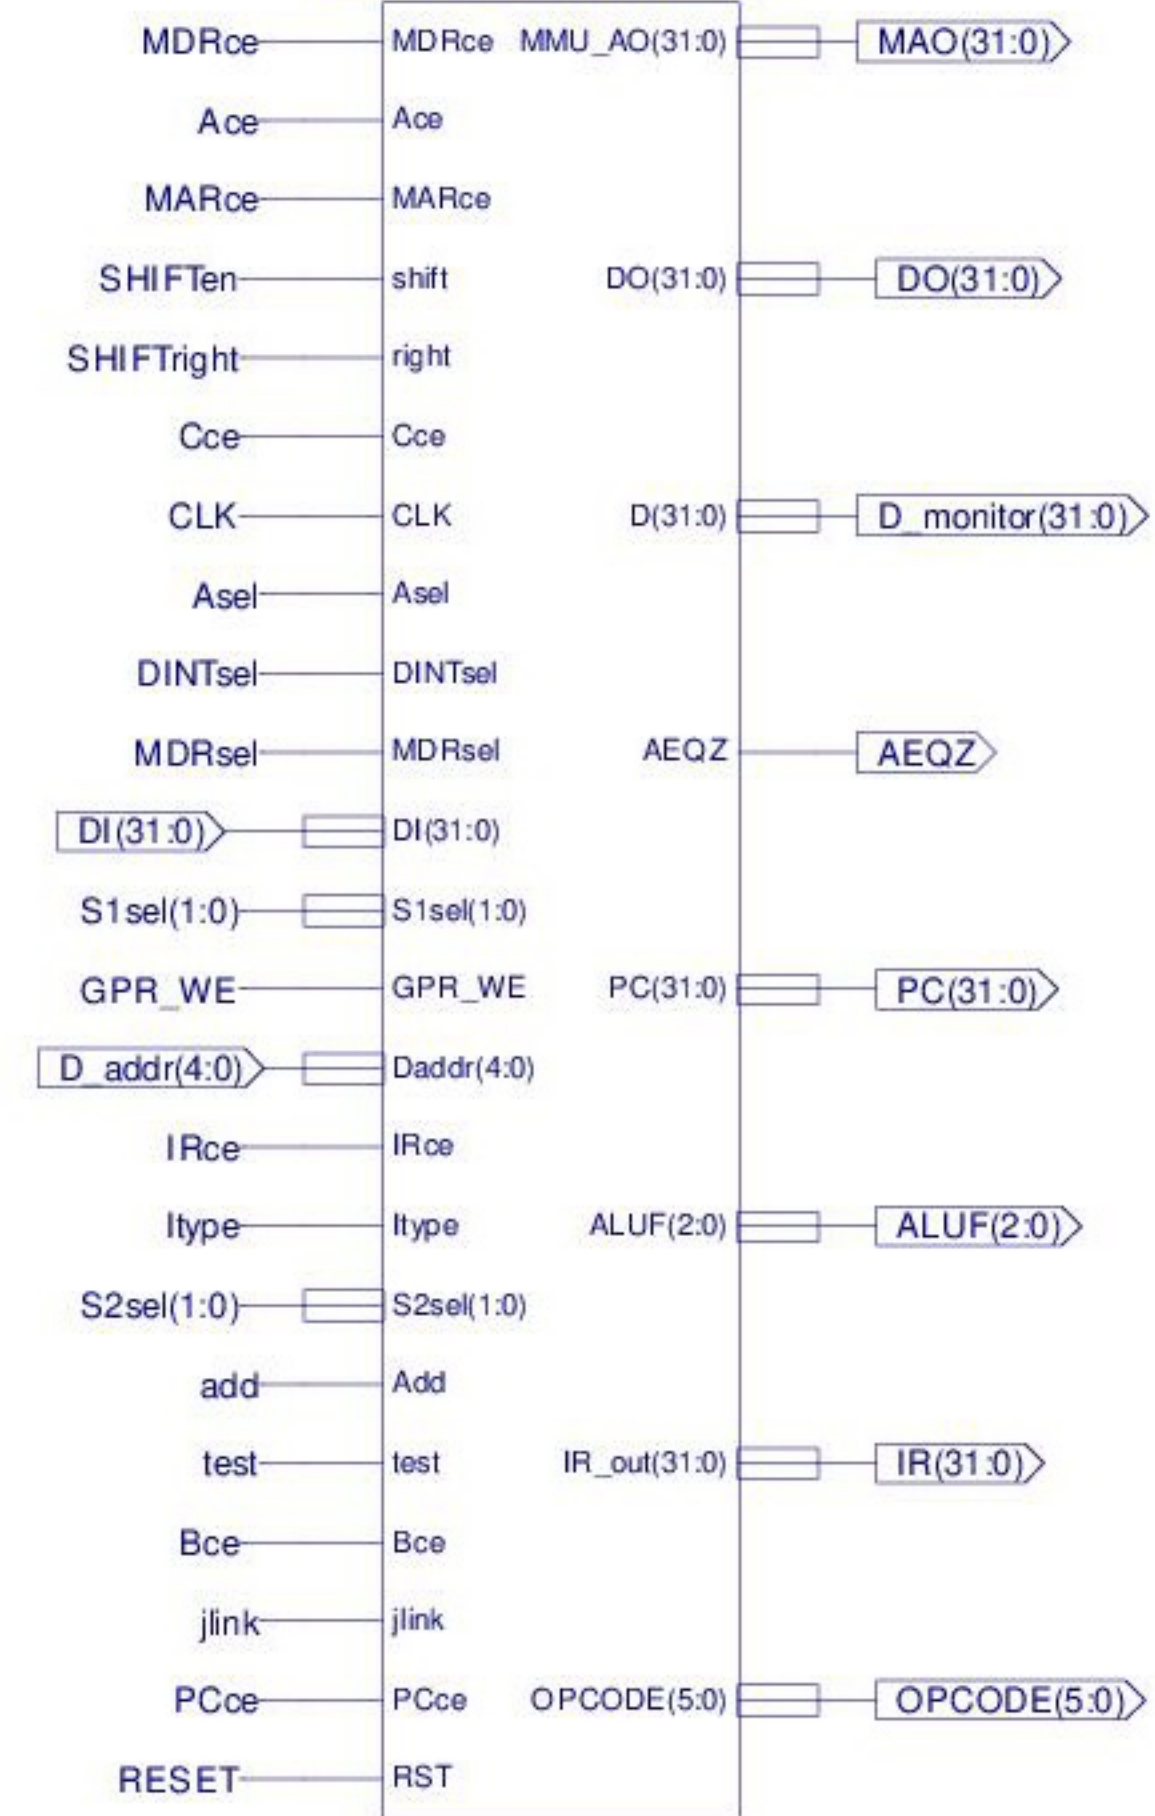 MDRce MDRce MMU_AO(31:0) MAO(31:0)
Ace Ace
MARce MARce
SHIFTen shift DO(31:0) DO(31:0)
SHIFTright right
Cce Cce
CLK CLK D(31:0) D_monitor(31:0)
Asel Asel
DINTsel DINTsel
MDRsel MDRsel AEQZ AEQZ
DI(31:0) DI(31:0)
S1sel(1:0) S1sel(1:0)
GPR_WE GPR_WE PC(31:0) PC(31:0)
D_addr(4:0) Daddr(4:0)
IRce IRce
Itype Itype ALUF(2:0) ALUF(2:0)
S2sel(1:0) S2sel(1:0)
add Add
test test IR_out(31:0) IR(31:0)
Bce Bce
jlink jlink
PCce PCce OPCODE(5:0) OPCODE(5:0)
RESET RST